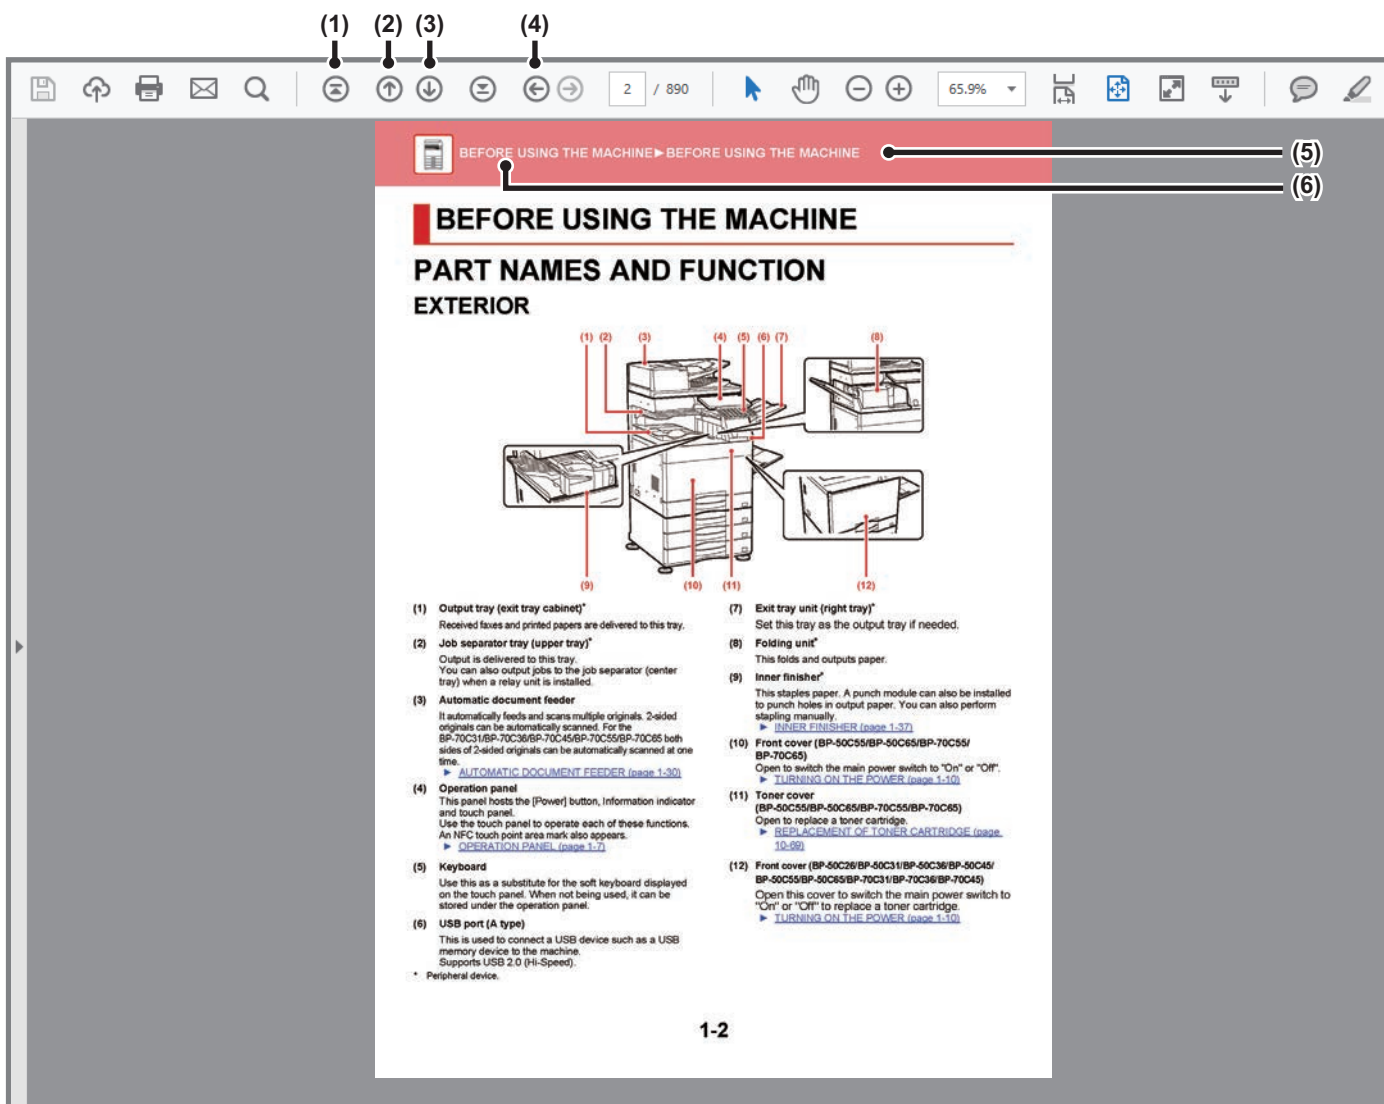 (1) (2) (3) (4)
2 / 890 65.9%
BEFORE USING THE MACHINE►BEFORE USING THE MACHINE
(5)
(6)
BEFORE USING THE MACHINE
PART NAMES AND FUNCTION
EXTERIOR
(1) (2) (3) (4) (5) (6) (7) (8)
(9) (10) (11) (12)
(1) Output tray (exit tray cabinet)*
Received faxes and printed papers are delivered to this tray.
(2) Job separator tray (upper tray)*
Output is delivered to this tray.
You can also output jobs to the job separator (center
tray) when a relay unit is installed.
(3) Automatic document feeder
It automatically feeds and scans multiple originals. 2-sided
originals can be automatically scanned. For the
BP-70C31/BP-70C36/BP-70C45/BP-70C55/BP-70C65 both
sides of 2-sided originals can be automatically scanned at one
time.
► AUTOMATIC DOCUMENT FEEDER (page 1-30)
(4) Operation panel
This panel hosts the [Power] button, Information indicator
and touch panel.
Use the touch panel to operate each of these functions.
An NFC touch point area mark also appears.
► OPERATION PANEL (page 1-7)
(5) Keyboard
Use this as a substitute for the soft keyboard displayed
on the touch panel. When not being used, it can be
stored under the operation panel.
(6) USB port (A type)
This is used to connect a USB device such as a USB
memory device to the machine.
Supports USB 2.0 (Hi-Speed).
* Peripheral device.
(7) Exit tray unit (right tray)*
Set this tray as the output tray if needed.
(8) Folding unit*
This folds and outputs paper.
(9) Inner finisher*
This staples paper. A punch module can also be installed
to punch holes in output paper. You can also perform
stapling manually.
► INNER FINISHER (page 1-37)
(10) Front cover (BP-50C55/BP-50C65/BP-70C55/
BP-70C65)
Open to switch the main power switch to "On" or "Off".
► TURNING ON THE POWER (page 1-10)
(11) Toner cover
(BP-50C55/BP-50C65/BP-70C55/BP-70C65)
Open to replace a toner cartridge.
► REPLACEMENT OF TONER CARTRIDGE (page
10-69)
(12) Front cover (BP-50C26/BP-50C31/BP-50C36/BP-50C45/
BP-50C55/BP-50C65/BP-70C31/BP-70C36/BP-70C45)
Open this cover to switch the main power switch to
"On" or "Off" to replace a toner cartridge.
► TURNING ON THE POWER (page 1-10)
1-2